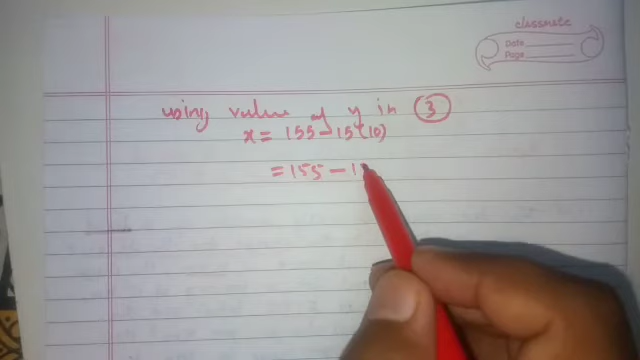 classmate
Date
Page
using value of y in 3
x = 155 - 15(10)
= 155 - 1